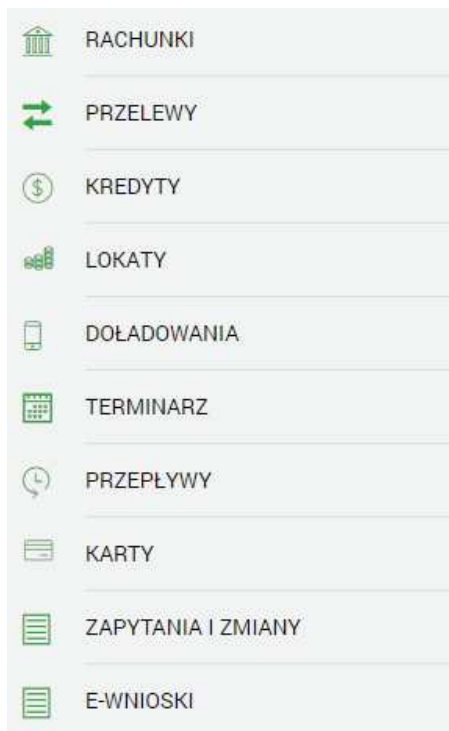 RACHUNKI
PRZELEWY
KREDYTY
LOKATY
DOŁADOWANIA
TERMINARZ
PRZEPŁYWY
KARTY
ZAPYTANIA I ZMIANY
E-WNIOSKI